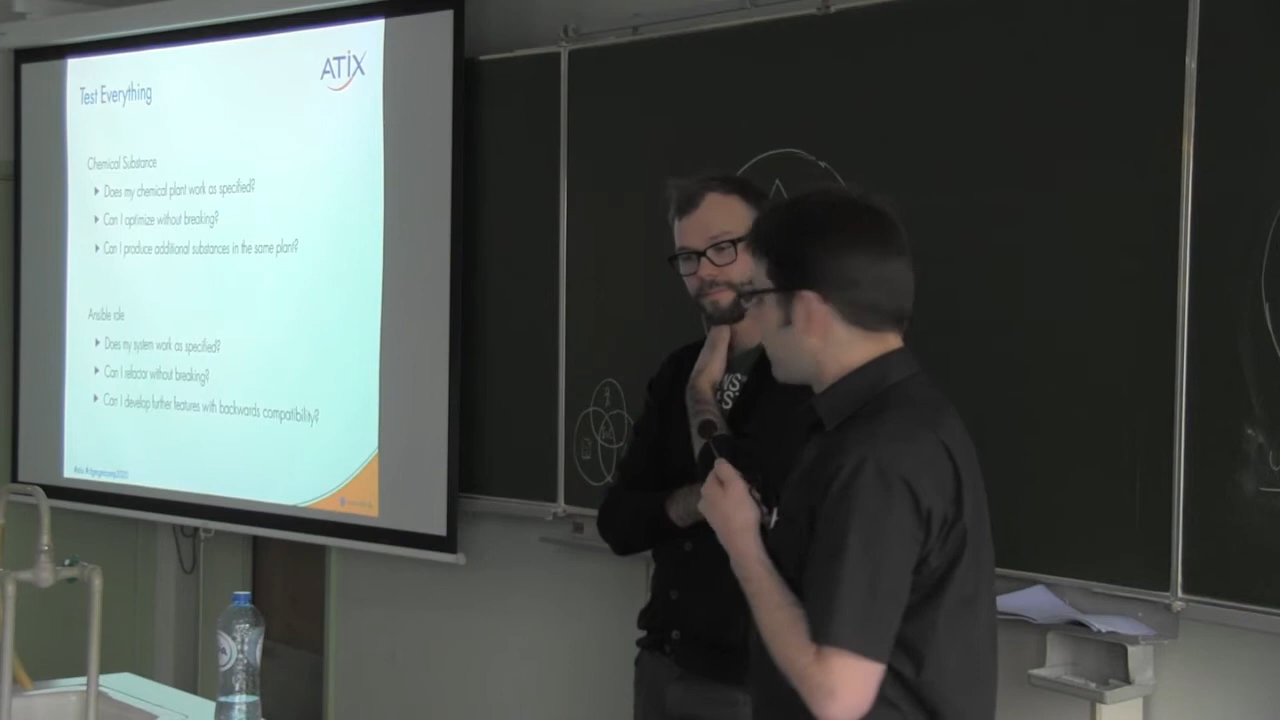 ATIX
Test Everything
Chemical Substance
Does my chemical plant work as specified?
Can I optimize without breaking?
Can I produce additional substances in the same plant?
Ansible role
Does my system work as specified?
Can I refactor without breaking?
Can I develop further features with backwards compatibility?